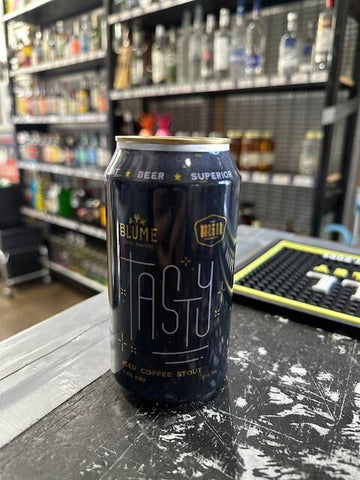 BEER ★ SUPERIOR
BLUME
mill
TASTY
ICED COFFEE STOUT